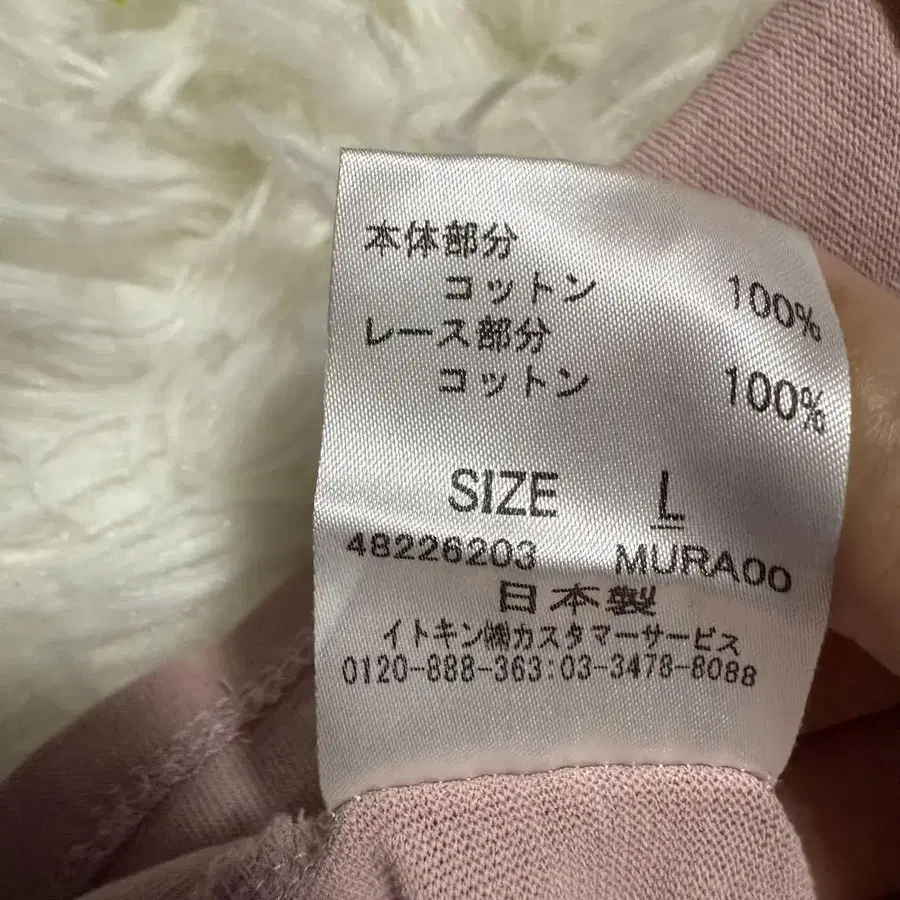 本体部分
コットン 100%
レース部分
コットン 100%
SIZE L
48226203 MURA00
日本製
イトキン㈱カスタマーサービス
0120-888-363:03-3478-8088